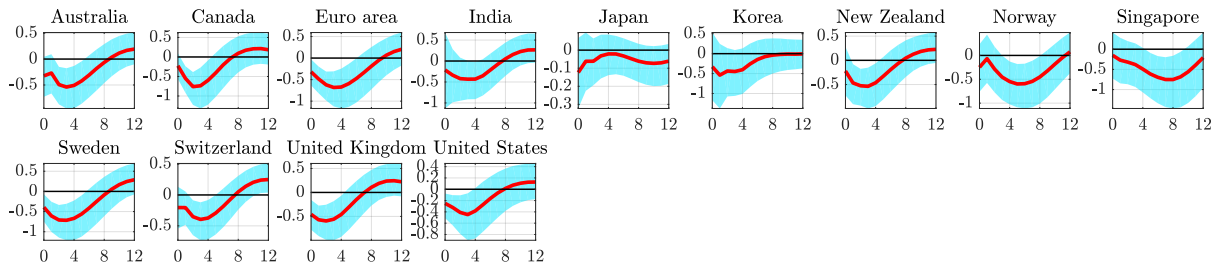 Australia Canada Euro area India Japan Korea New Zealand Norway Singapore
0.5 0.5 0.5 0.5 0 0.5 0.5 0 0
0 0 0 0 -0.1 0 0 -0.5 -0.5
-0.5 -0.5 -0.5 -0.5 -0.2 -0.5 -0.5 -1 -1
-1 -1 -1 -0.3 -1
0 4 8 12 0 4 8 12 0 4 8 12 0 4 8 12 0 4 8 12 0 4 8 12 0 4 8 12 0 4 8 12 0 4 8 12
Sweden Switzerland United Kingdom United States
0.5 0.5 0.5 0.4
0 0 0 0.2
-0.5 -0.5 -0.5 0
-1 -0.2
-0.4
-0.6
-0.8
0 4 8 12 0 4 8 12 0 4 8 12 0 4 8 12